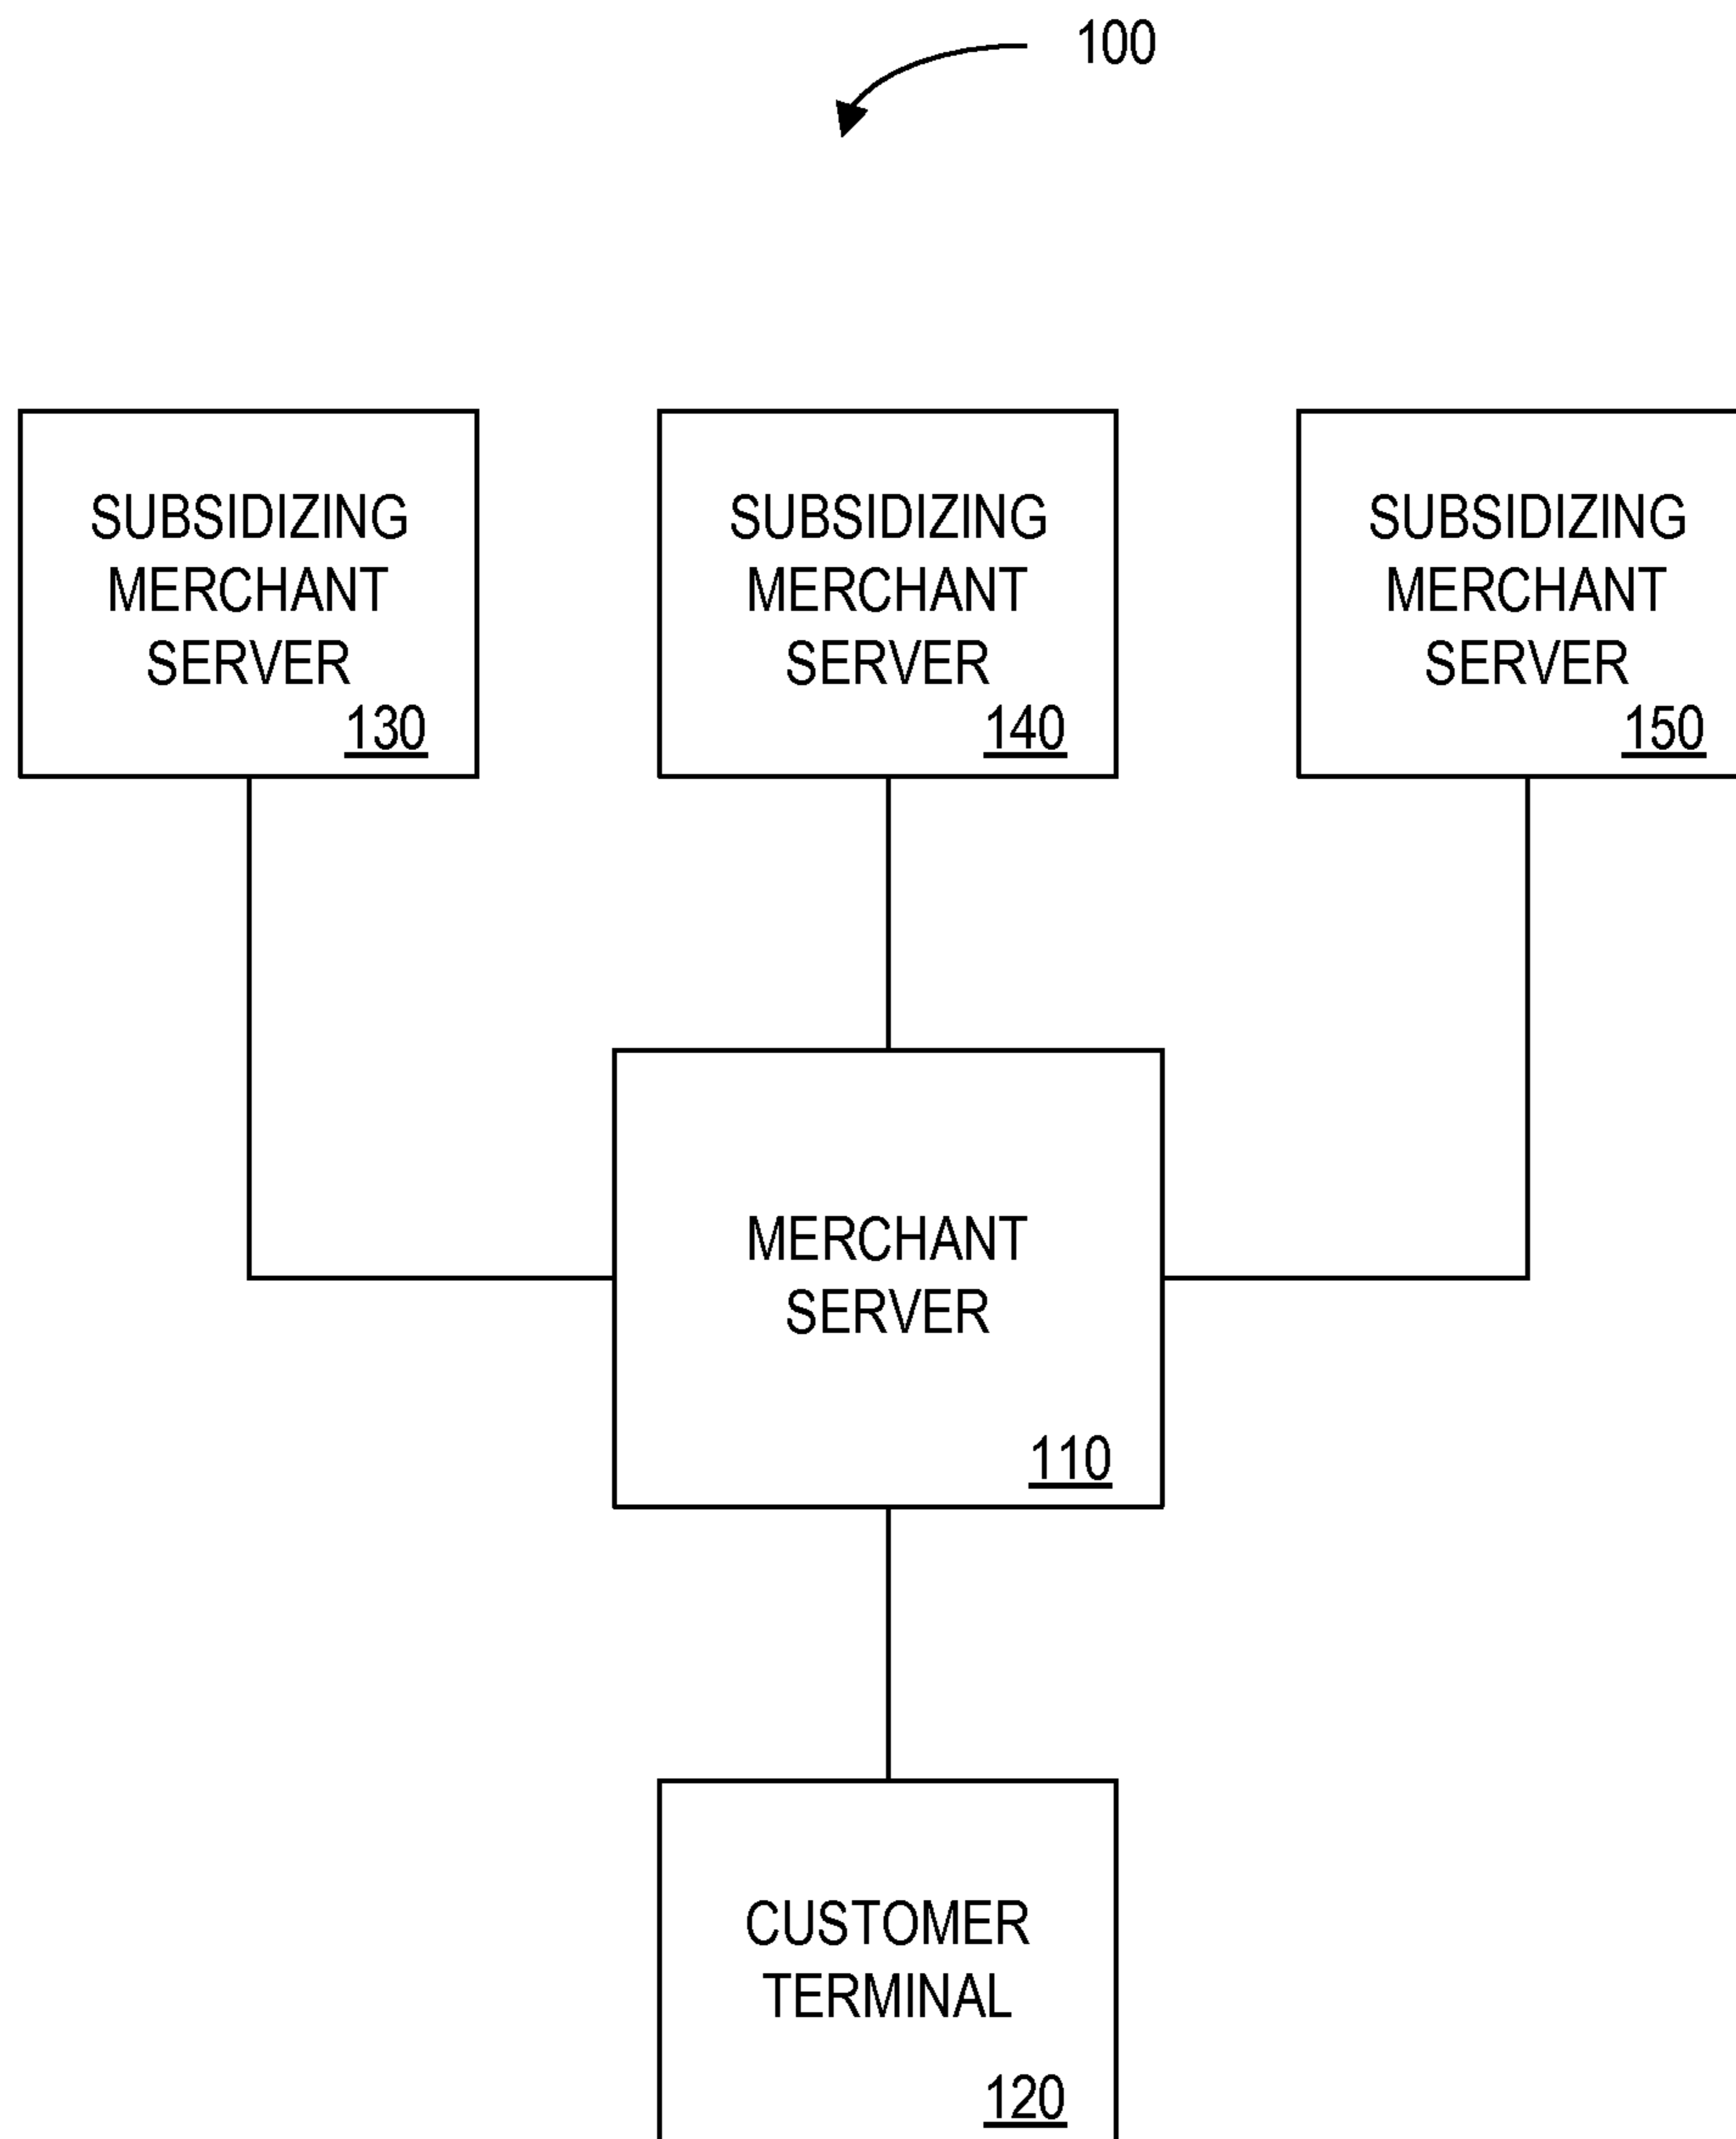 100
SUBSIDIZING
MERCHANT
SERVER
130
SUBSIDIZING
MERCHANT
SERVER
140
SUBSIDIZING
MERCHANT
SERVER
150
MERCHANT
SERVER
110
CUSTOMER
TERMINAL
120